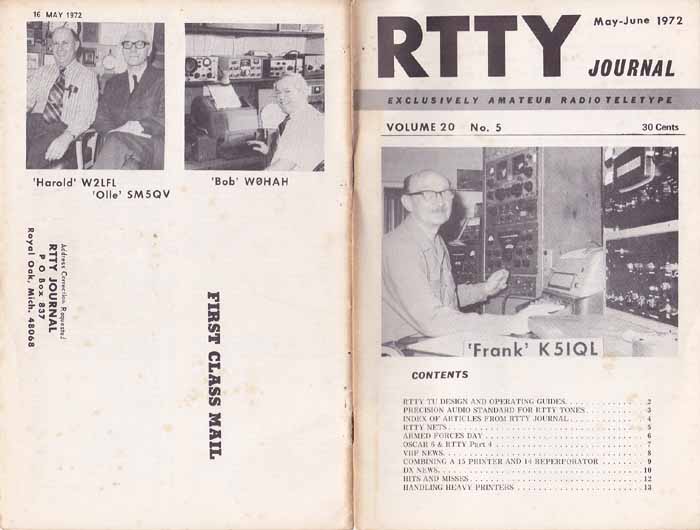 16 MAY 1972
'Harold' W2LFL
'Olle' SM5QV
'Bob' WØHAH
Address Correction Requested
RTTY JOURNAL
P O Box 837
Royal Oak, Mich. 48068
FIRST CLASS MAIL
RTTY
May-June 1972
JOURNAL
EXCLUSIVELY AMATEUR RADIOTELETYPE
VOLUME 20 No. 5
30 Cents
'Frank' K5IQL
CONTENTS
RTTY TU DESIGN AND OPERATING GUIDES. . . . . . . . . . . . . . . . 2
PRECISION AUDIO STANDARD FOR RTTY TONES . . . . . . . . . . . . 3
INDEX OF ARTICLES FROM RTTY JOURNAL. . . . . . . . . . . . . . . 4
RTTY NETS. . . . . . . . . . . . . . . . . . . . . . . . . . . . 5
ARMED FORCES DAY . . . . . . . . . . . . . . . . . . . . . . . . 6
OSCAR 6 & RTTY Part 4 . . . . . . . . . . . . . . . . . . . . . . 7
VHF NEWS. . . . . . . . . . . . . . . . . . . . . . . . . . . . . 8
COMBINING A 15 PRINTER AND 14 REPERFORATOR . . . . . . . . . . . 9
DX NEWS. . . . . . . . . . . . . . . . . . . . . . . . . . . . . 10
HITS AND MISSES. . . . . . . . . . . . . . . . . . . . . . . . . 12
HANDLING HEAVY PRINTERS . . . . . . . . . . . . . . . . . . . . . 13